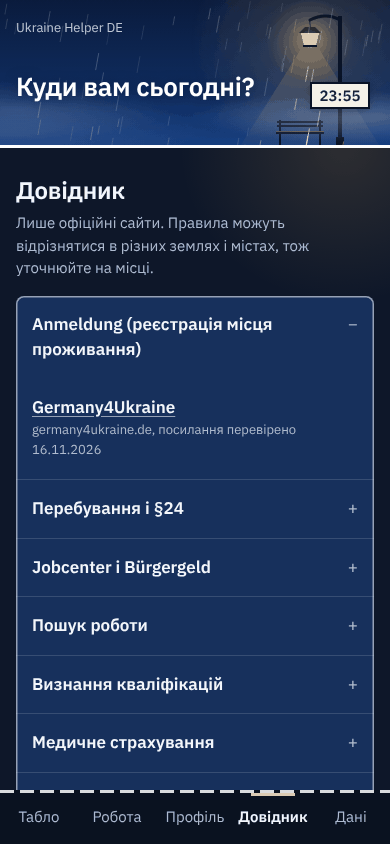 Ukraine Helper DE
Куди вам сьогодні?
23:55
Довідник
Лише офіційні сайти. Правила можуть
відрізнятися в різних землях і містах, тож
уточнюйте на місці.
Anmeldung (реєстрація місця
проживання)
−
Germany4Ukraine
germany4ukraine.de, посилання перевірено
16.11.2026
Перебування і §24
+
Jobcenter і Bürgergeld
+
Пошук роботи
+
Визнання кваліфікацій
+
Медичне страхування
+
Табло Робота Профіль Довідник Дані